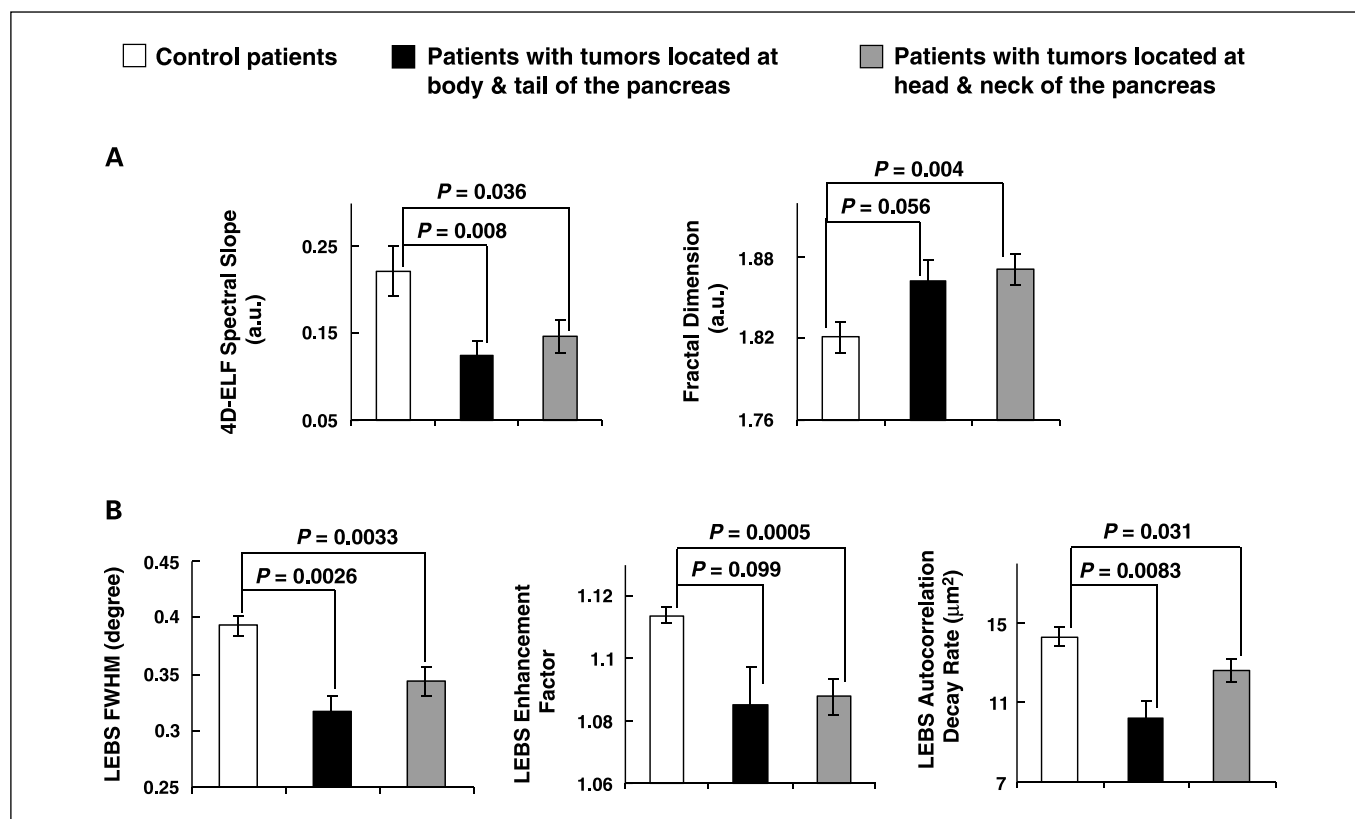 Control patients
Patients with tumors located at
body & tail of the pancreas
Patients with tumors located at
head & neck of the pancreas
A
4D-ELF Spectral Slope
(a.u.)
0.25
0.15
0.05
P = 0.036
P = 0.008
Fractal Dimension
(a.u.)
1.88
1.82
1.76
P = 0.004
P = 0.056
B
LEBS FWHM (degree)
0.45
0.4
0.35
0.3
0.25
P = 0.0033
P = 0.0026
LEBS Enhancement
Factor
1.12
1.1
1.08
1.06
P = 0.0005
P = 0.099
LEBS Autocorrelation
Decay Rate (μm²)
15
11
7
P = 0.031
P = 0.0083